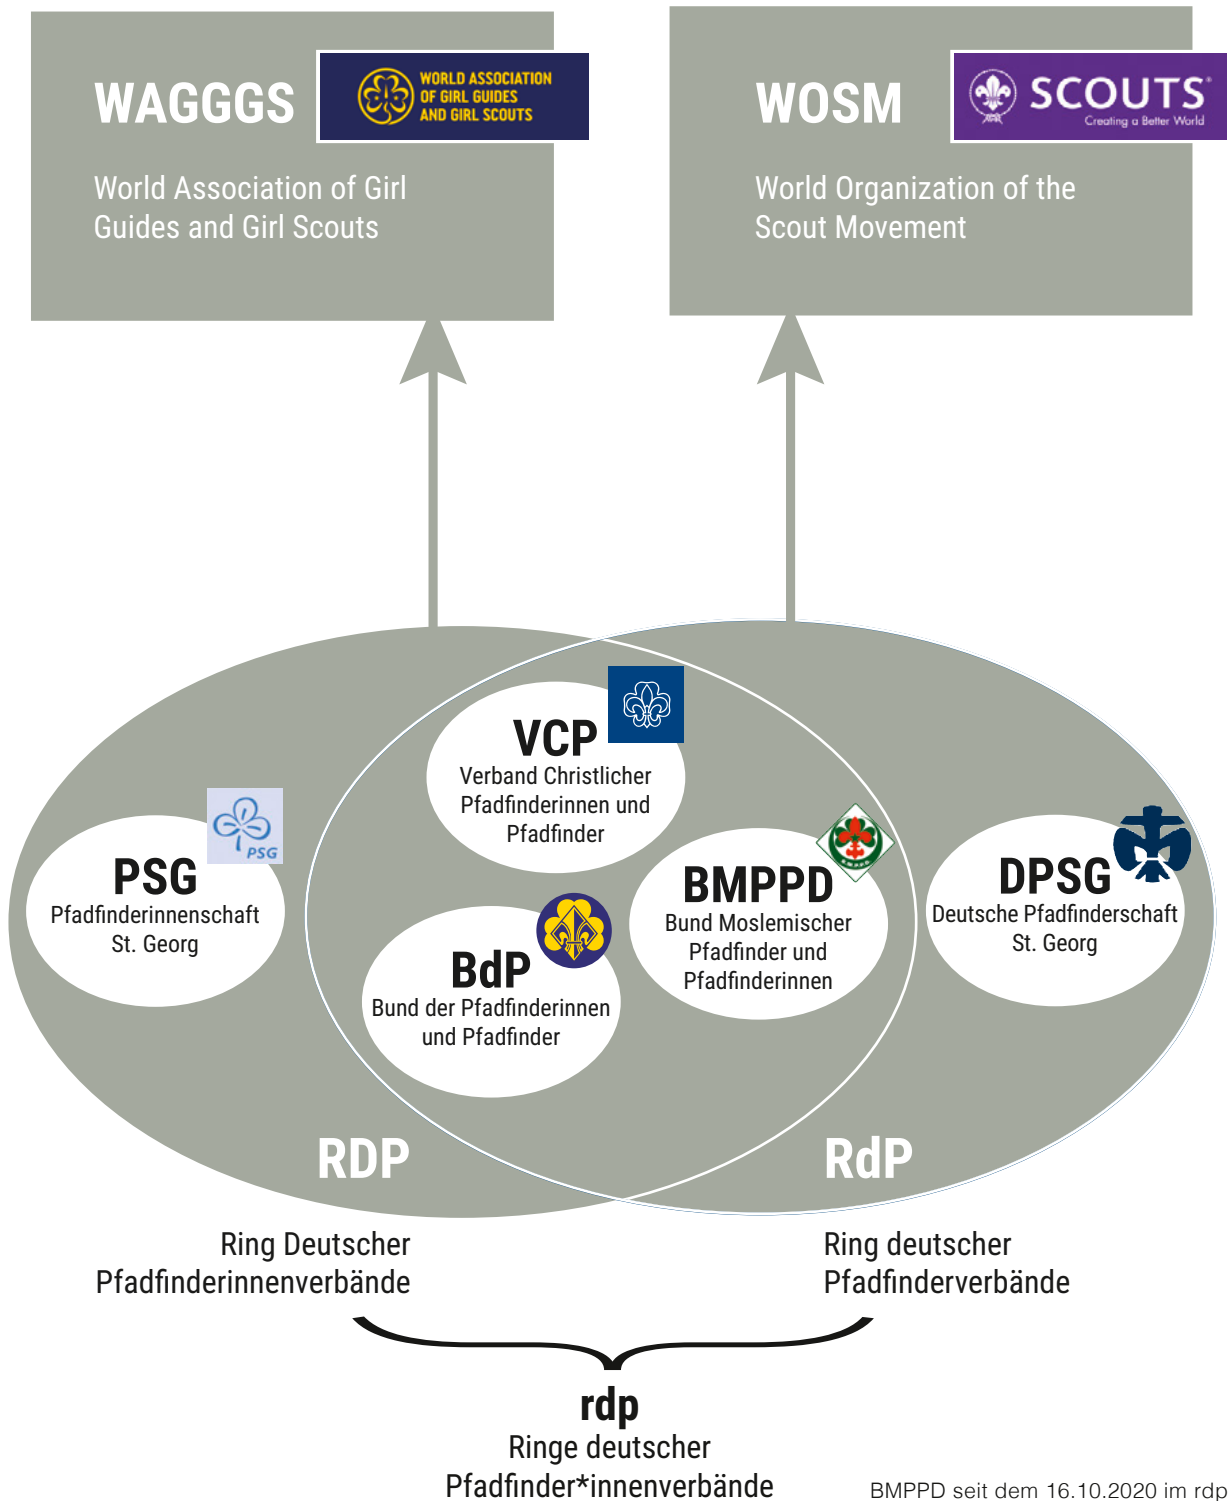 WAGGGS
WORLD ASSOCIATION
OF GIRL GUIDES
AND GIRL SCOUTS
World Association of Girl
Guides and Girl Scouts
WOSM
SCOUTS®
Creating a Better World
World Organization of the
Scout Movement
VCP
Verband Christlicher
Pfadfinderinnen und
Pfadfinder
PSG
PSG
Pfadfinderinnenschaft
St. Georg
BMPPD
B.M.P.P.D.
Bund Moslemischer
Pfadfinder und
Pfadfinderinnen
DPSG
Deutsche Pfadfinderschaft
St. Georg
BdP
Bund der Pfadfinderinnen
und Pfadfinder
RDP
RdP
Ring Deutscher
Pfadfinderinnenverbände
Ring deutscher
Pfadfinderverbände
rdp
Ringe deutscher
Pfadfinder*innenverbände
BMPPD seit dem 16.10.2020 im rdp